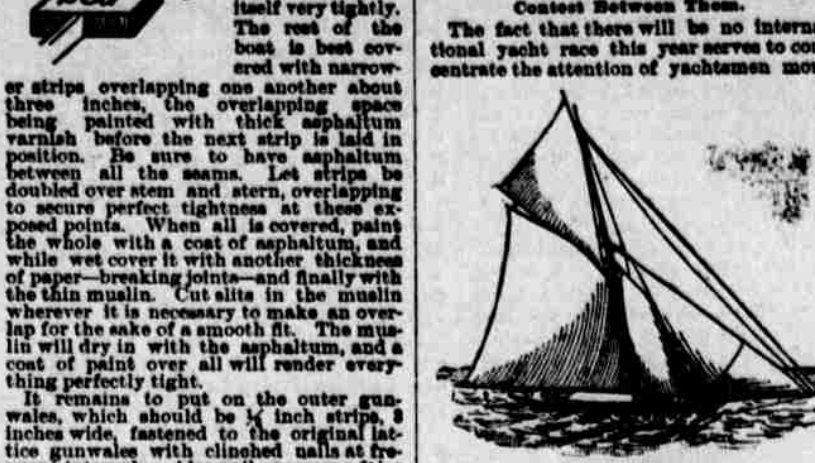 itself very tightly.
The rest of the
boat is best cov-
ered with narrow-
er strips overlapping one another about
three inches, the overlapping space
being painted with thick asphaltum
varnish before the next strip is laid in
position. Be sure to have asphaltum
between all the seams. Let strips be
doubled over stem and stern, overlapping
to secure perfect tightness at these ex-
posed points. When all is covered, paint
the whole with a coat of asphaltum, and
while wet cover it with another thickness
of paper—breaking joints—and finally with
the thin muslin. Cut slits in the muslin
wherever it is necessary to make an over-
lap for the sake of a smooth fit. The mus-
lin will dry in with the asphaltum, and a
coat of paint over all will render every-
thing perfectly tight.
It remains to put on the outer gun-
wales, which should be ¼ inch strips, 2
inches wide, fastened to the original lat-
tice gunwales with clinched nails at fre-
Contest Between Them.
The fact that there will be no interna
tional yacht race this year serves to con
centrate the attention of yachtsmen